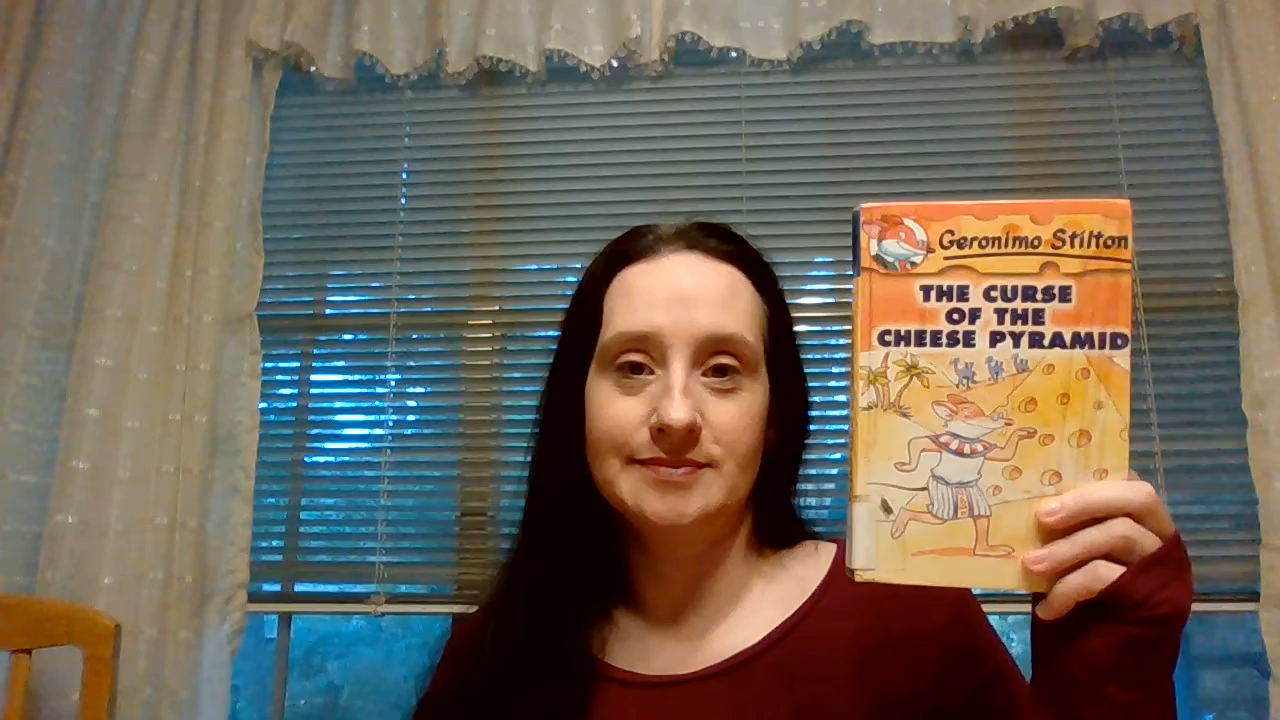 Geronimo Stilton
THE CURSE
OF THE
CHEESE PYRAMID